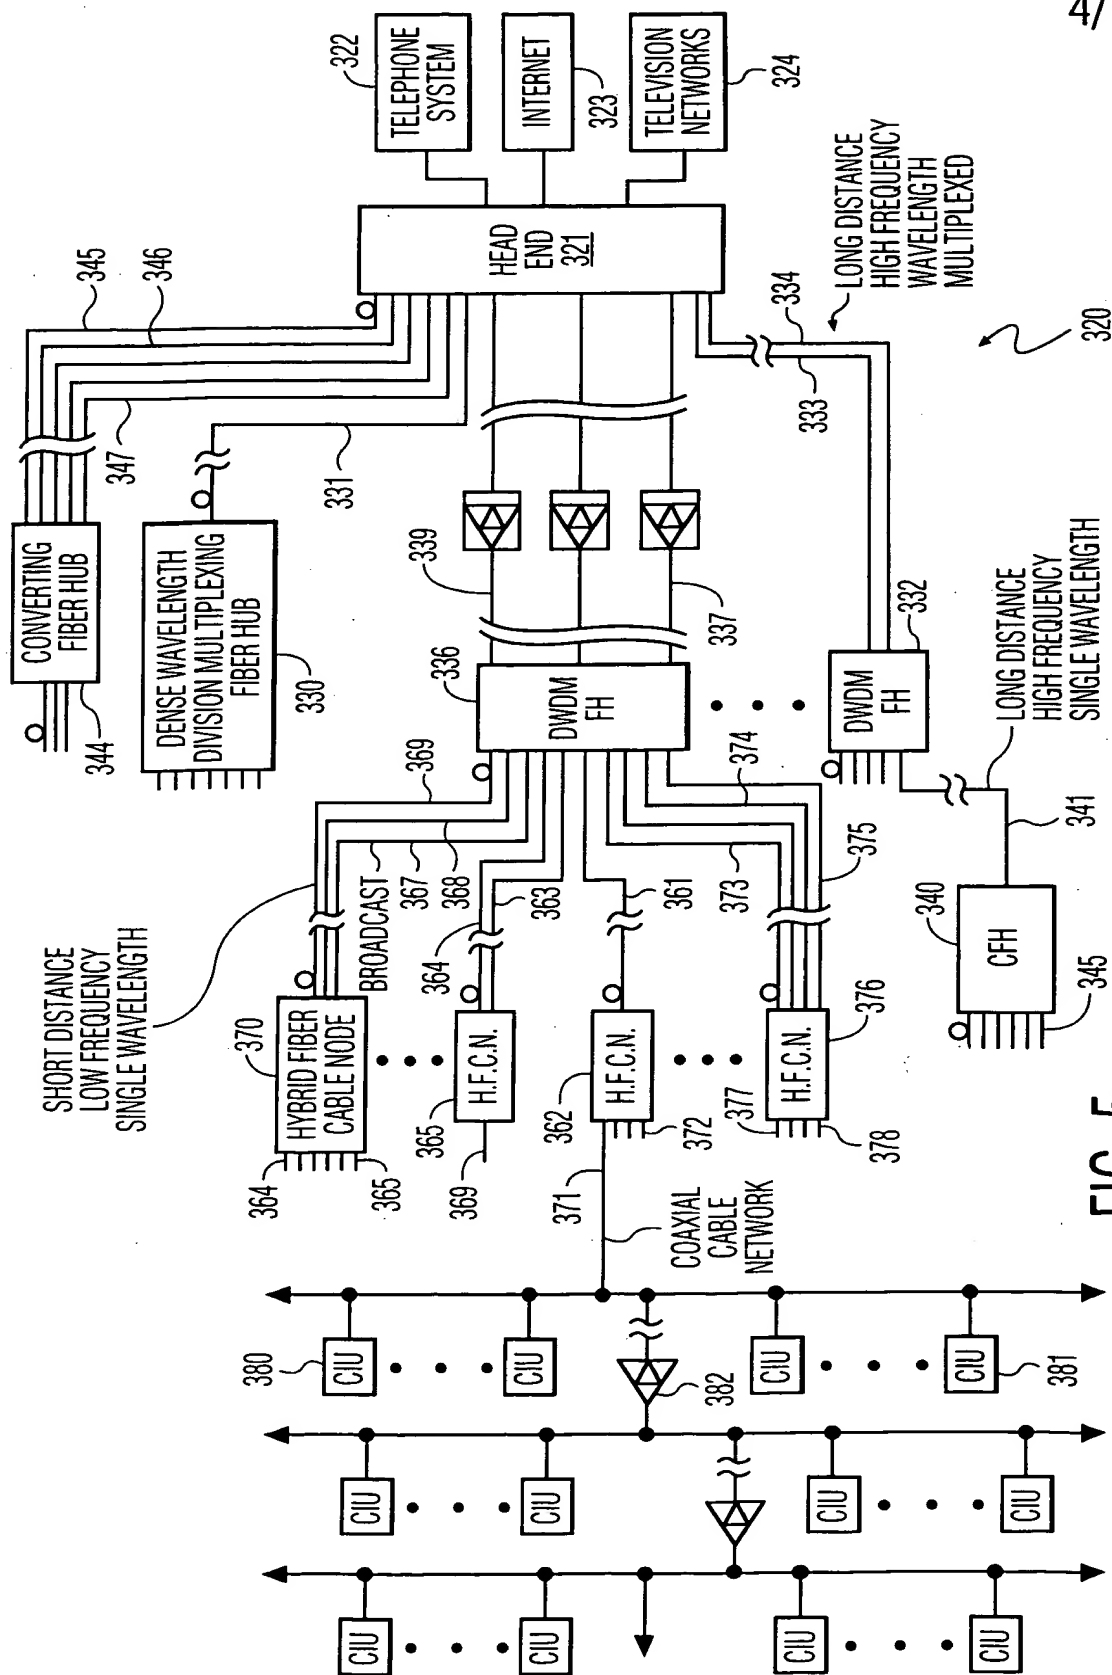 4/
322
TELEPHONE
SYSTEM
INTERNET
323
TELEVISION
NETWORKS
324
HEAD
END
321
LONG DISTANCE
HIGH FREQUENCY
WAVELENGTH
MULTIPLEXED
320
345
346
347
331
334
333
CONVERTING
FIBER HUB
344
DENSE WAVELENGTH
DIVISION MULTIPLEXING
FIBER HUB
330
339
337
336
DWDM
FH
332
DWDM
FH
LONG DISTANCE
HIGH FREQUENCY
SINGLE WAVELENGTH
341
340
CFH
345
369
368
367
BROADCAST
363
364
361
374
373
375
SHORT DISTANCE
LOW FREQUENCY
SINGLE WAVELENGTH
370
HYBRID FIBER
CABLE NODE
364
365
365
H.F.C.N.
369
362
H.F.C.N.
371
372
376
H.F.C.N.
377
378
COAXIAL
CABLE
NETWORK
380
CIU
CIU
CIU
CIU
381
382
CIU
CIU
CIU
CIU
CIU
CIU
CIU
CIU